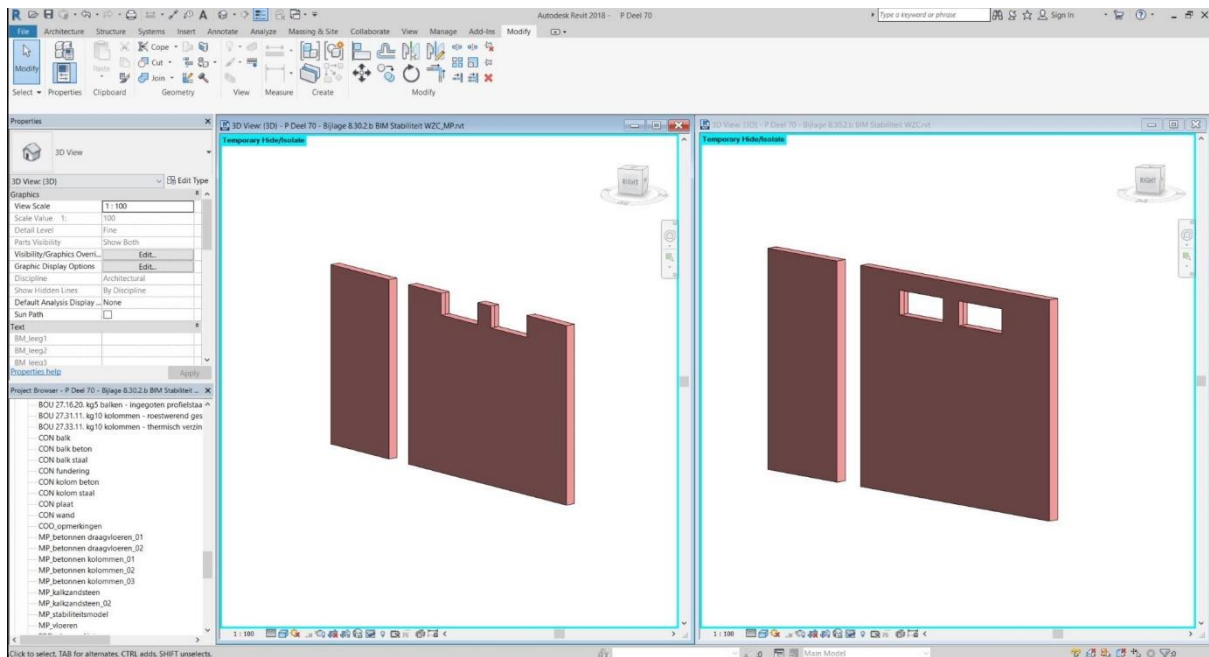 Autodesk Revit 2018 - P Deel 70
Type a keyword or phrase
Sign In
File Architecture Structure Systems Insert Annotate Analyze Massing & Site Collaborate View Manage Add-Ins Modify
Modify
Paste
Cope
Cut
Join
Select Properties Clipboard Geometry View Measure Create Modify
Properties
3D View
3D View: {3D} Edit Type
Graphics
View Scale 1 : 100
Scale Value 1: 100
Detail Level Fine
Parts Visibility Show Both
Visibility/Graphics Overri... Edit...
Graphic Display Options Edit...
Discipline Architectural
Show Hidden Lines By Discipline
Default Analysis Display ... None
Sun Path
Text
BM_leeg1
BM_leeg2
BM_leeg3
Properties help Apply
Project Browser - P Deel 70 - Bijlage 8.30.2.b BIM Stabiliteit ...
BOU 27.16.20. kg5 balken - ingegoten profielstaa
BOU 27.31.11. kg10 kolommen - roestwerend ges
BOU 27.33.11. kg10 kolommen - thermisch verzin
CON balk
CON balk beton
CON balk staal
CON fundering
CON kolom beton
CON kolom staal
CON plaat
CON wand
COO_opmerkingen
MP_betonnen draagvloeren_01
MP_betonnen draagvloeren_02
MP_betonnen kolommen_01
MP_betonnen kolommen_02
MP_betonnen kolommen_03
MP_kalkzandsteen
MP_kalkzandsteen_02
MP_stabiliteitsmodel
MP_vloeren
3D View: {3D} - P Deel 70 - Bijlage 8.30.2.b BIM Stabiliteit WZC_MP.rvt
Temporary Hide/Isolate
RIGHT
1 : 100
3D View: {3D} - P Deel 70 - Bijlage 8.30.2.b BIM Stabiliteit WZC.rvt
Temporary Hide/Isolate
RIGHT
1 : 100
Click to select, TAB for alternates, CTRL adds, SHIFT unselects.
:0
Main Model
:0